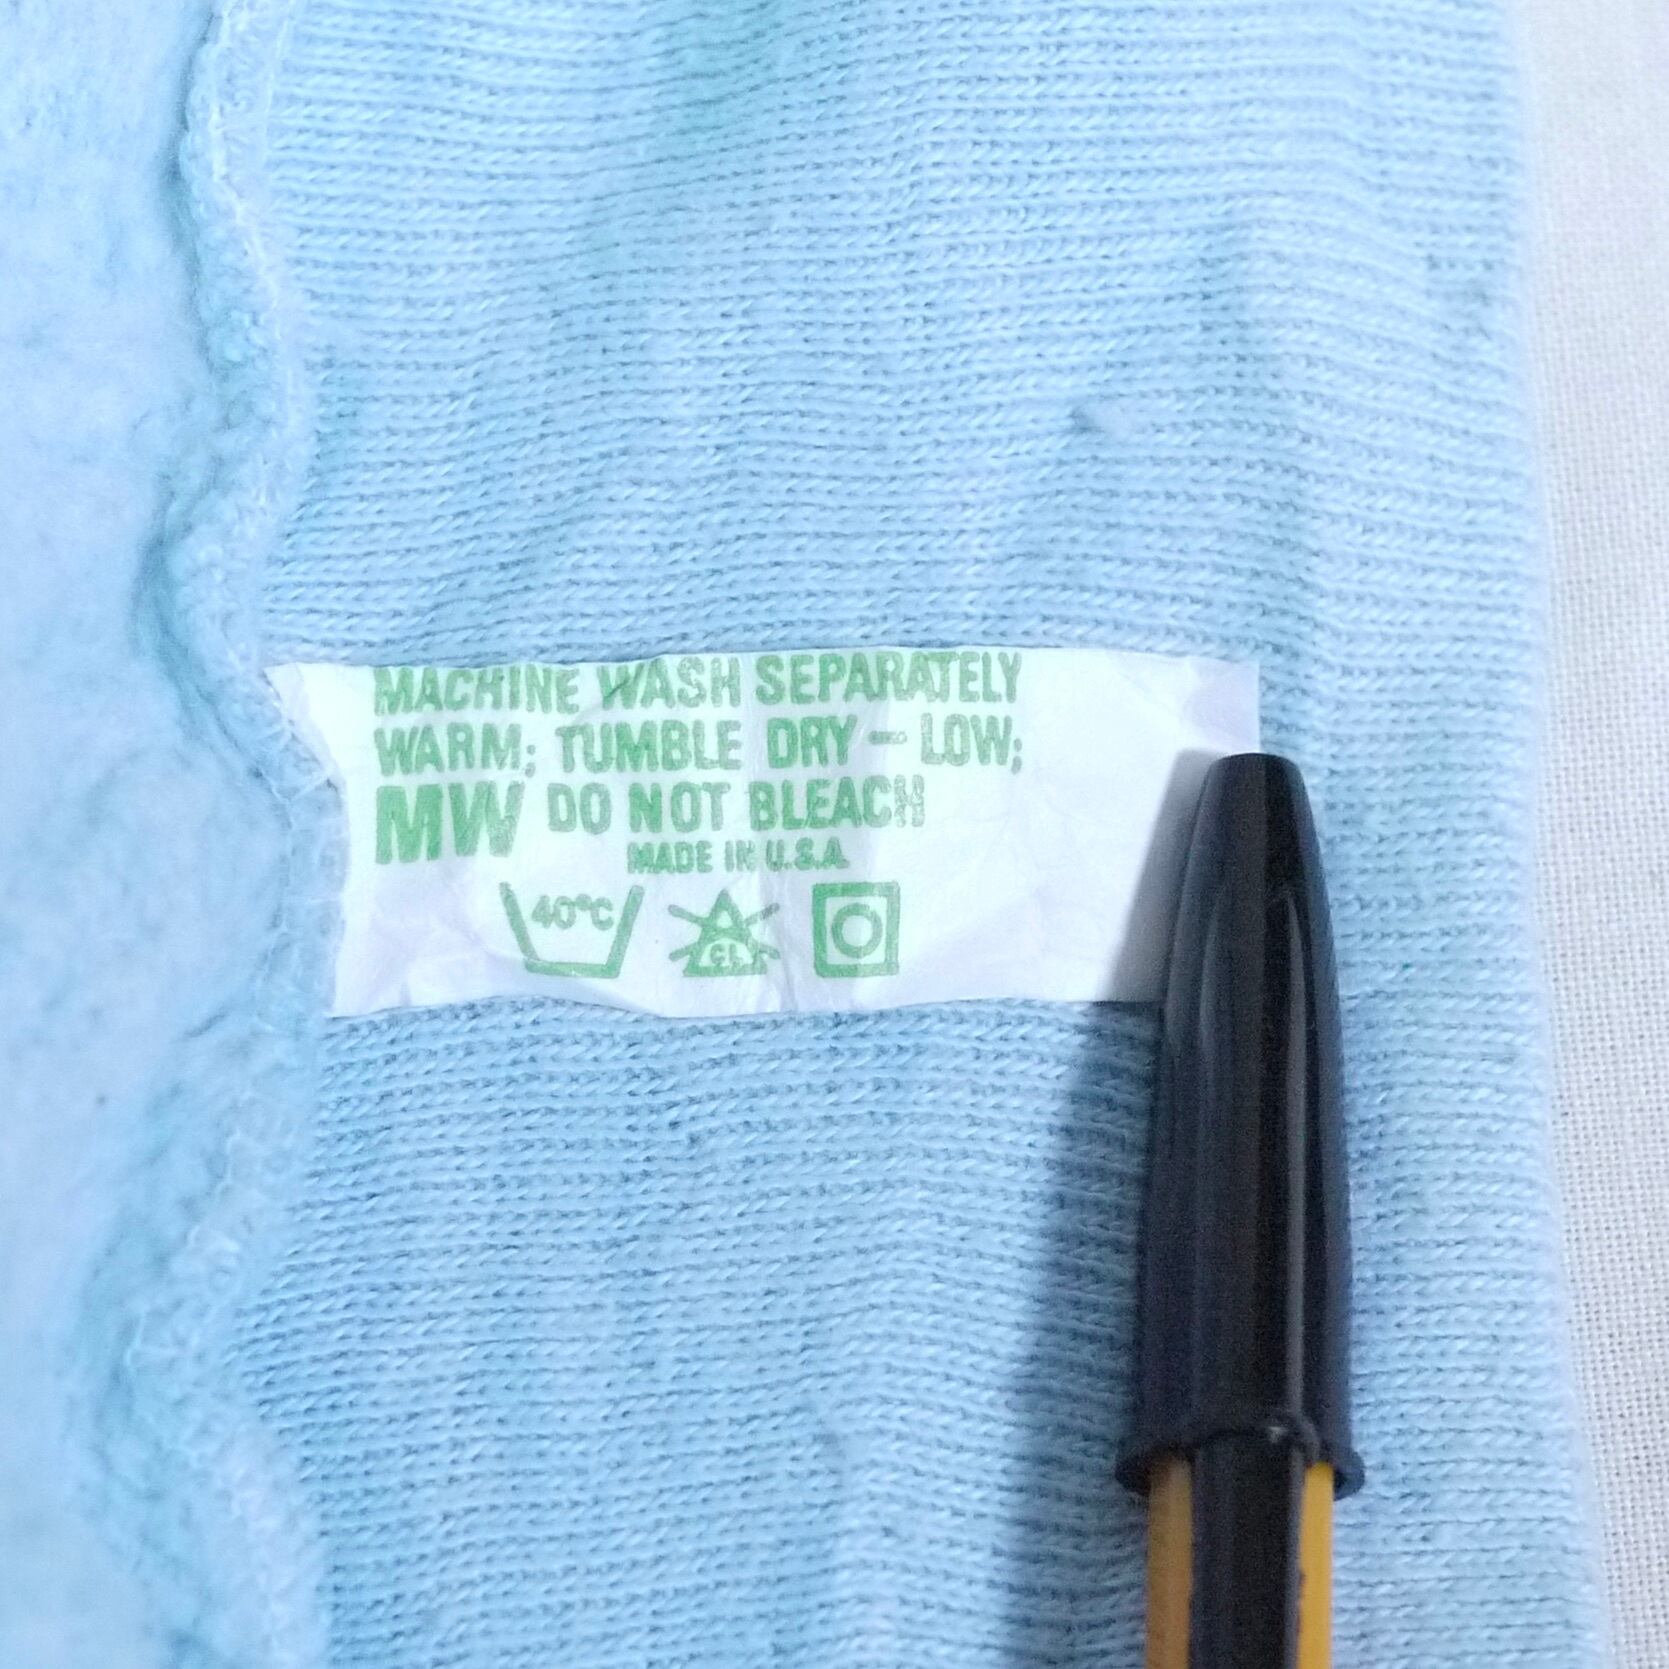 MACHINE WASH SEPARATELY
WARM; TUMBLE DRY – LOW;
MW DO NOT BLEACH
MADE IN U.S.A.
40°C CL